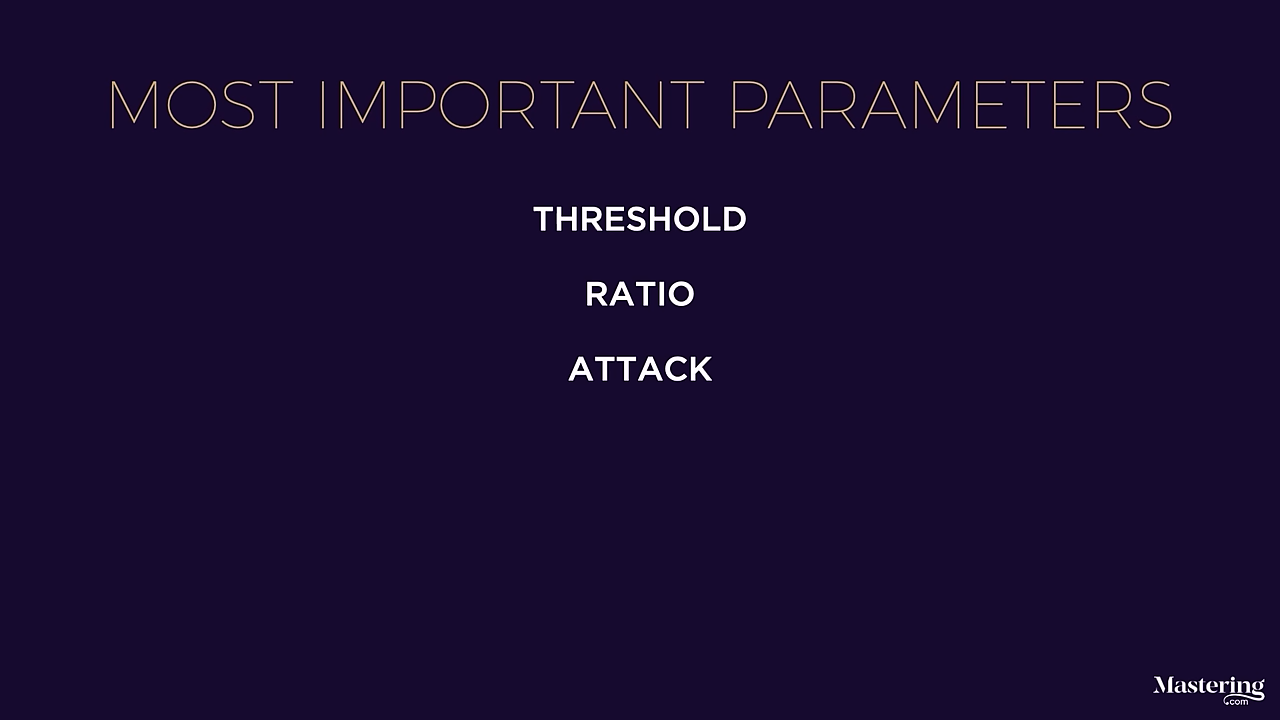 MOST IMPORTANT PARAMETERS
THRESHOLD
RATIO
ATTACK
Mastering
.com